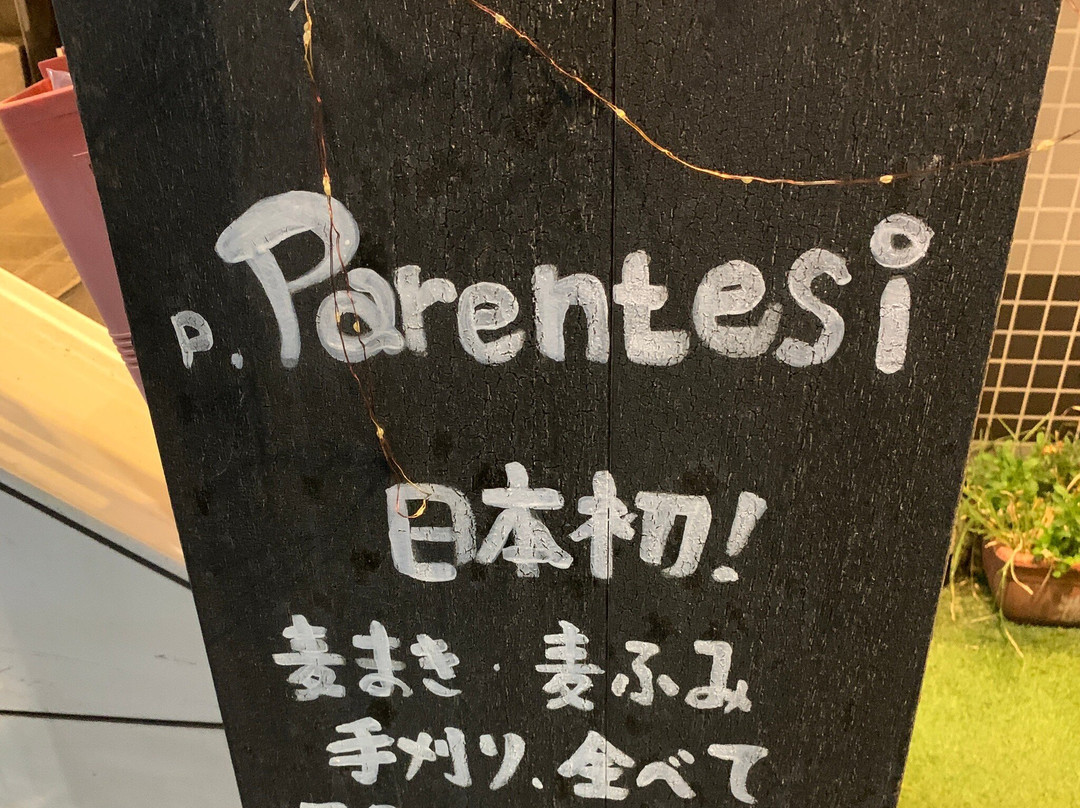 P. Parentesi
日本初!
麦まき・麦ふみ
手刈り、全べて